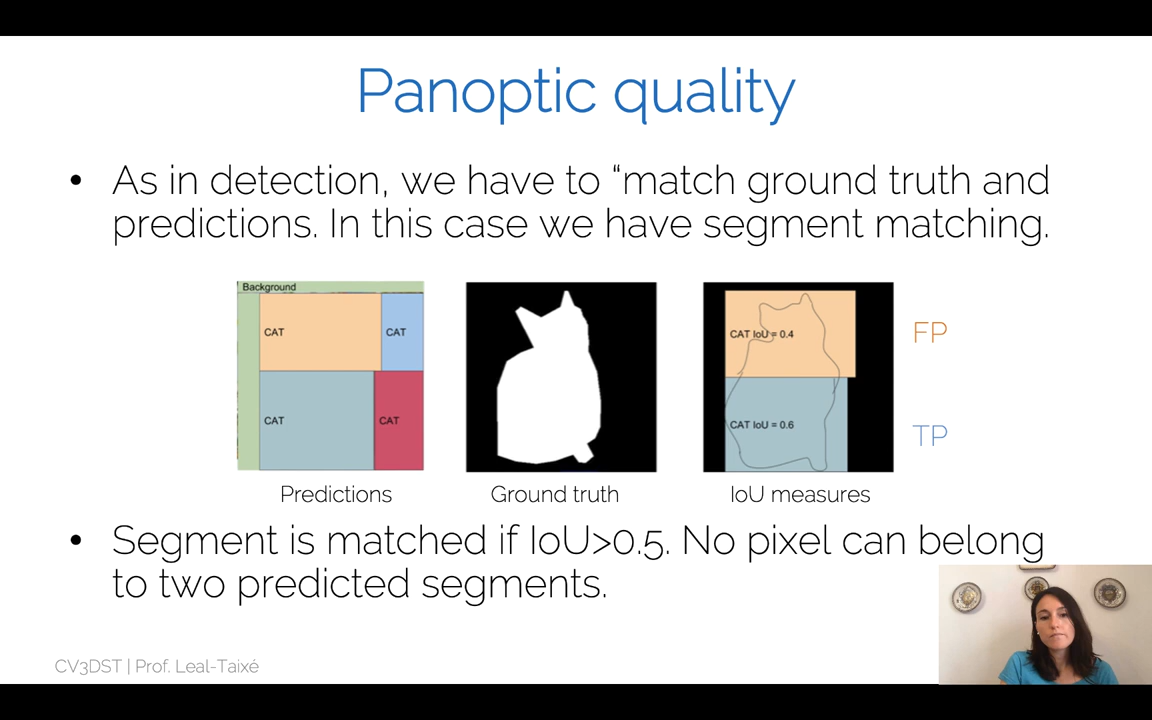 Panoptic quality
• As in detection, we have to “match ground truth and
predictions. In this case we have segment matching.
Background
CAT
CAT
CAT
CAT
CAT IoU = 0.4
CAT IoU = 0.6
FP
TP
Predictions
Ground truth
IoU measures
• Segment is matched if IoU>0.5. No pixel can belong
to two predicted segments.
CV3DST | Prof. Leal-Taixé